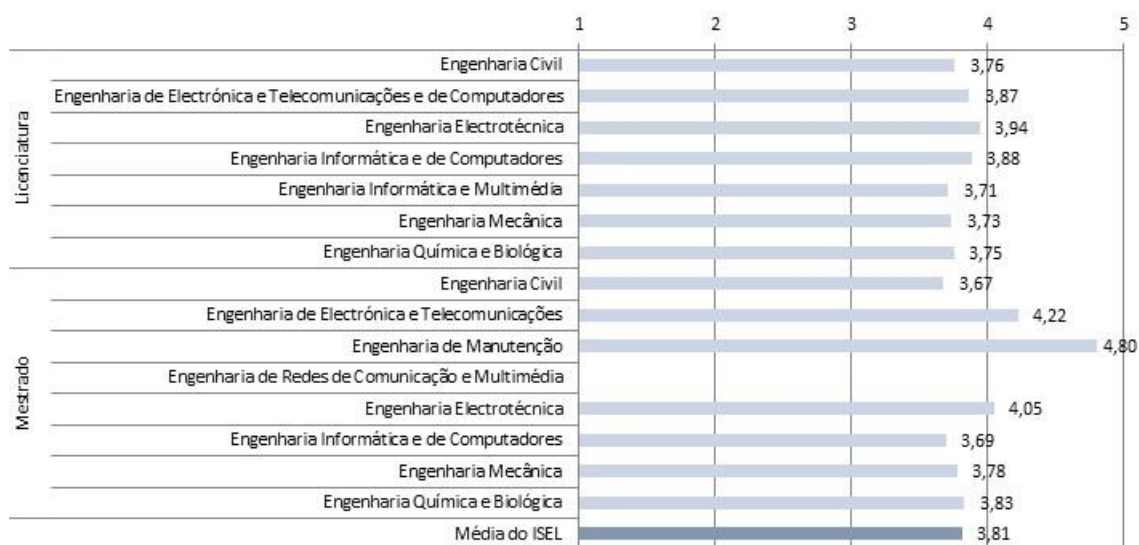 1 2 3 4 5
Licenciatura
Engenharia Civil 3,76
Engenharia de Electrónica e Telecomunicações e de Computadores 3,87
Engenharia Electrotécnica 3,94
Engenharia Informática e de Computadores 3,88
Engenharia Informática e Multimédia 3,71
Engenharia Mecânica 3,73
Engenharia Química e Biológica 3,75
Mestrado
Engenharia Civil 3,67
Engenharia de Electrónica e Telecomunicações 4,22
Engenharia de Manutenção 4,80
Engenharia de Redes de Comunicação e Multimédia
Engenharia Electrotécnica 4,05
Engenharia Informática e de Computadores 3,69
Engenharia Mecânica 3,78
Engenharia Química e Biológica 3,83
Média do ISEL 3,81